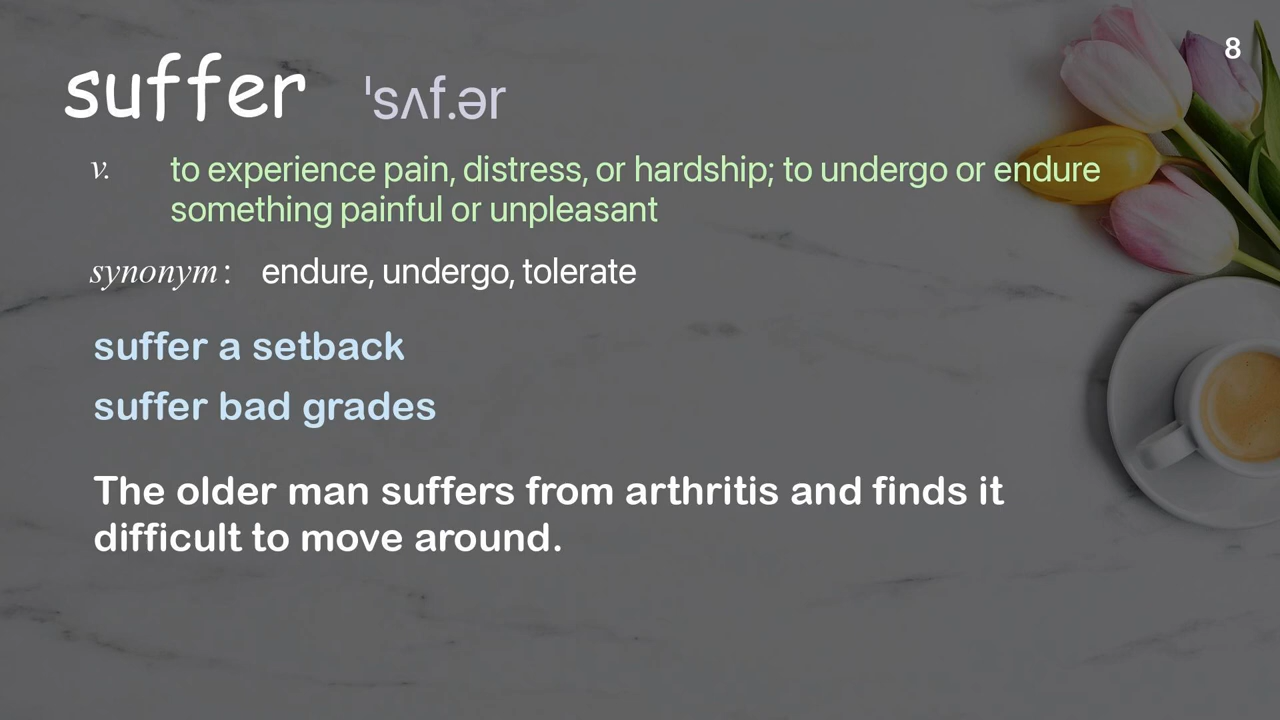 8
suffer ˈsʌf.ər
v. to experience pain, distress, or hardship; to undergo or endure
something painful or unpleasant
synonym : endure, undergo, tolerate
suffer a setback
suffer bad grades
The older man suffers from arthritis and finds it
difficult to move around.